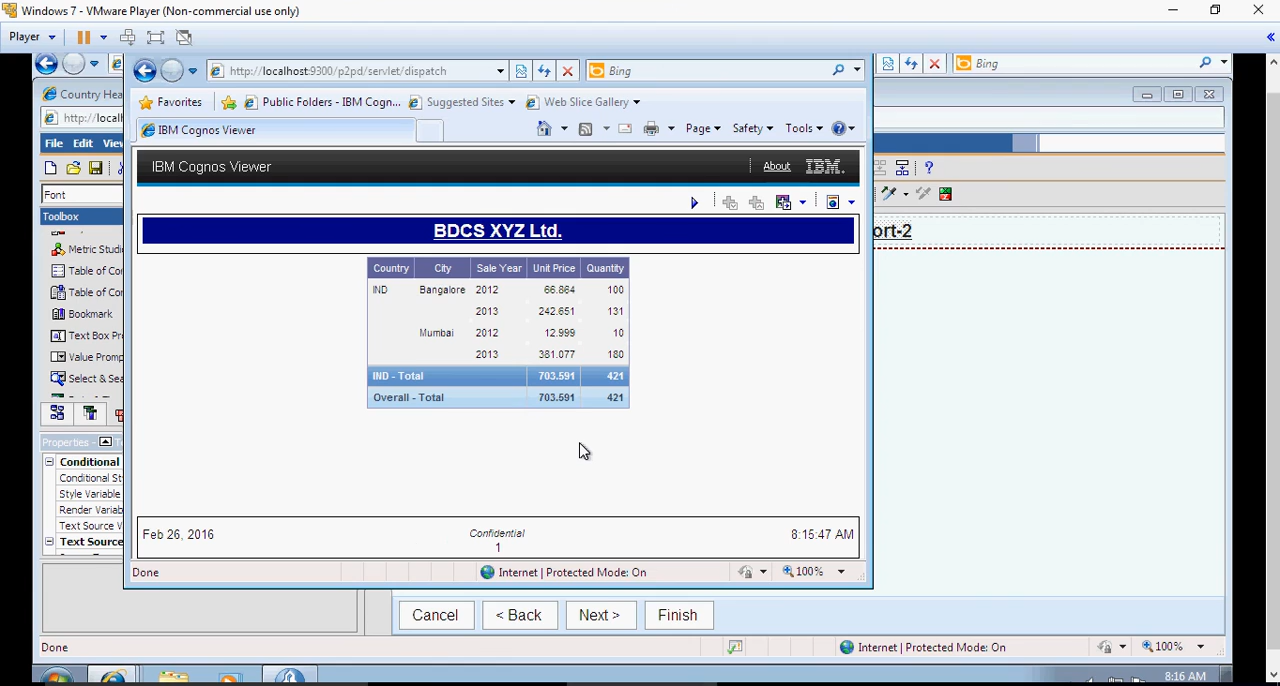 Windows 7 - VMware Player (Non-commercial use only)
Player
http://localhost:9300/p2pd/servlet/dispatch
Bing
Bing
Country Hea
Favorites
Public Folders - IBM Cogn...
Suggested Sites
Web Slice Gallery
http://localh
IBM Cognos Viewer
Page
Safety
Tools
File Edit Vie
IBM Cognos Viewer
About
IBM.
Font
Toolbox
BDCS XYZ Ltd.
ort-2
Metric Studi
Table of Con
Table of Con
Bookmark
Text Box Pr
Value Promp
Select & Sea
Country City Sale Year Unit Price Quantity
IND Bangalore 2012 66.864 100
2013 242.651 131
Mumbai 2012 12.999 10
2013 381.077 180
IND - Total 703.591 421
Overall - Total 703.591 421
Properties - T
Conditional
Conditional St
Style Variable
Render Variabl
Text Source V
Text Source
Feb 26, 2016
Confidential
1
8:15:47 AM
Done
Internet | Protected Mode: On
100%
Cancel
< Back
Next >
Finish
Done
Internet | Protected Mode: On
100%
8:16 AM